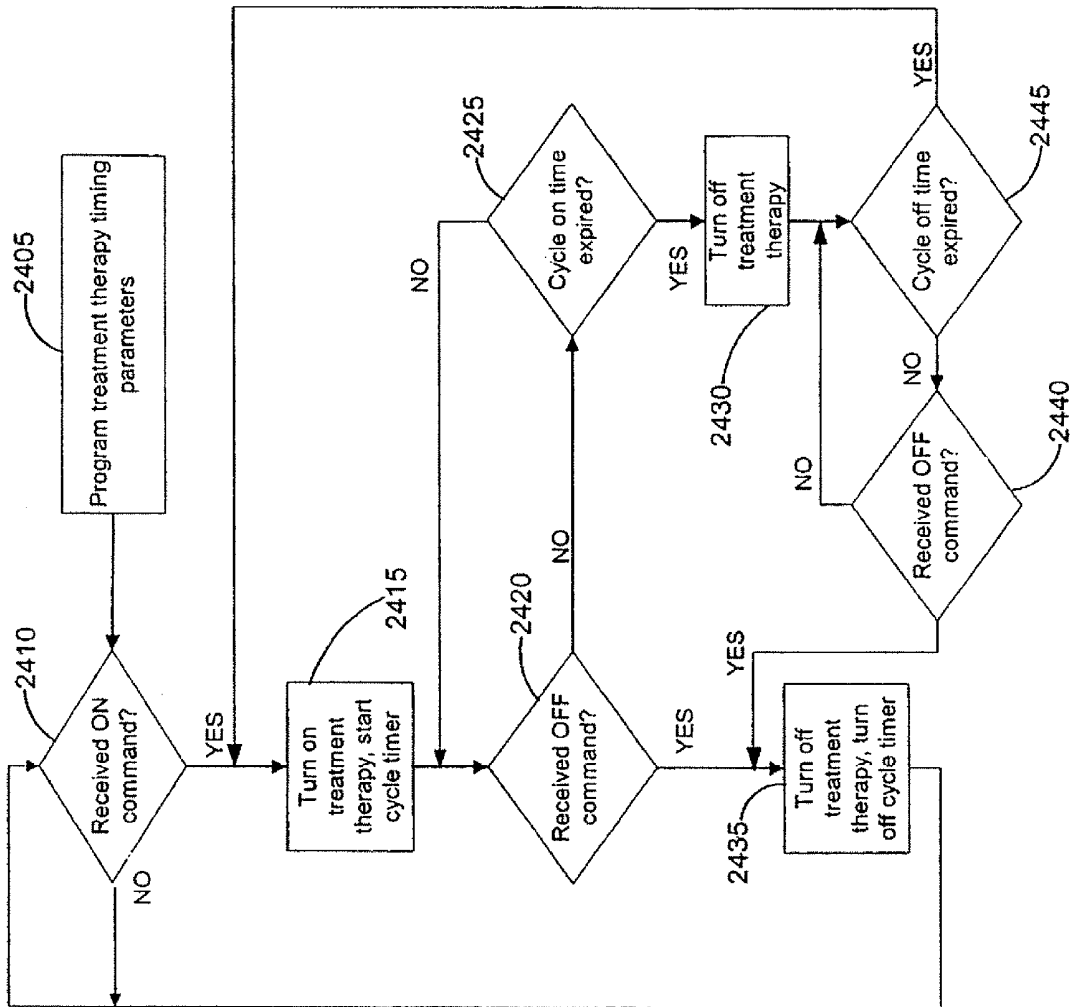 2405
Program treatment therapy timing
parameters
2410
Received ON
command?
NO
YES
2415
Turn on
treatment
therapy, start
cycle timer
2420
Received OFF
command?
NO
YES
2425
Cycle on time
expired?
NO
YES
2430
Turn off
treatment
therapy
2435
Turn off
treatment
therapy, turn
off cycle timer
2440
Received OFF
command?
NO
YES
2445
Cycle off time
expired?
NO
YES